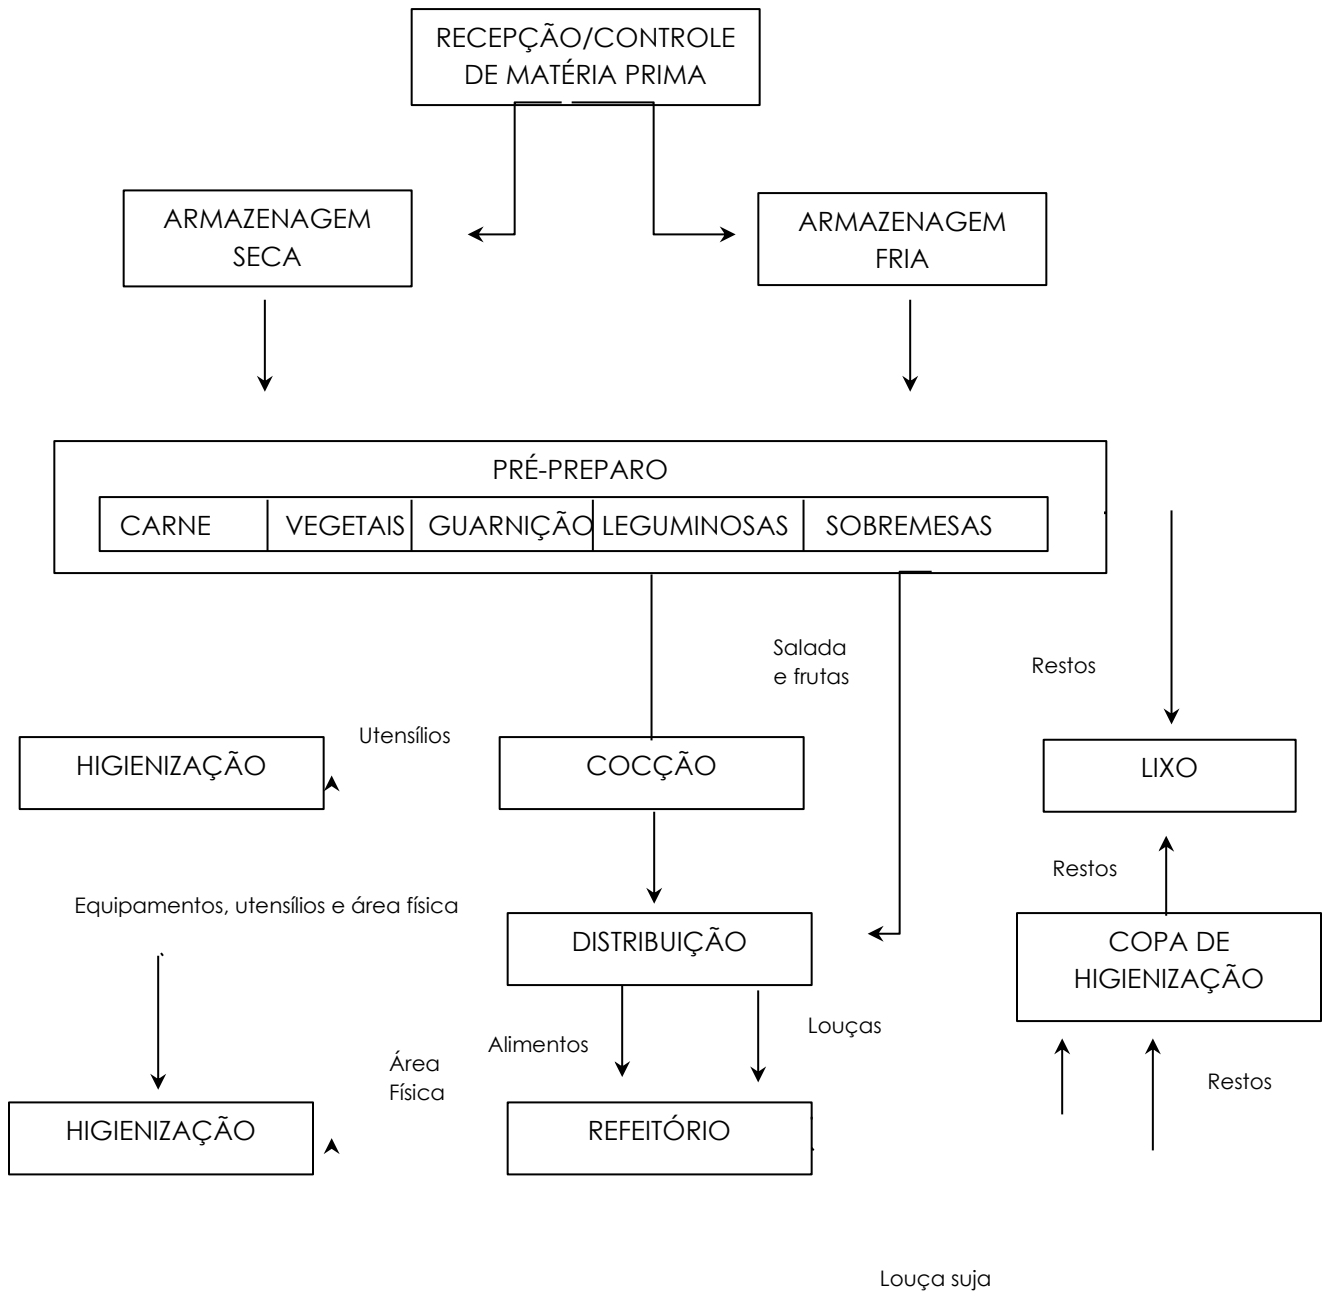 RECEPÇÃO/CONTROLE
DE MATÉRIA PRIMA
ARMAZENAGEM
SECA
ARMAZENAGEM
FRIA
PRÉ-PREPARO
CARNE
VEGETAIS
GUARNIÇÃO
LEGUMINOSAS
SOBREMESAS
Salada
e frutas
Restos
Utensílios
HIGIENIZAÇÃO
COCÇÃO
LIXO
Restos
Equipamentos, utensílios e área física
DISTRIBUIÇÃO
COPA DE
HIGIENIZAÇÃO
Louças
Alimentos
Área
Física
Restos
HIGIENIZAÇÃO
REFEITÓRIO
Louça suja